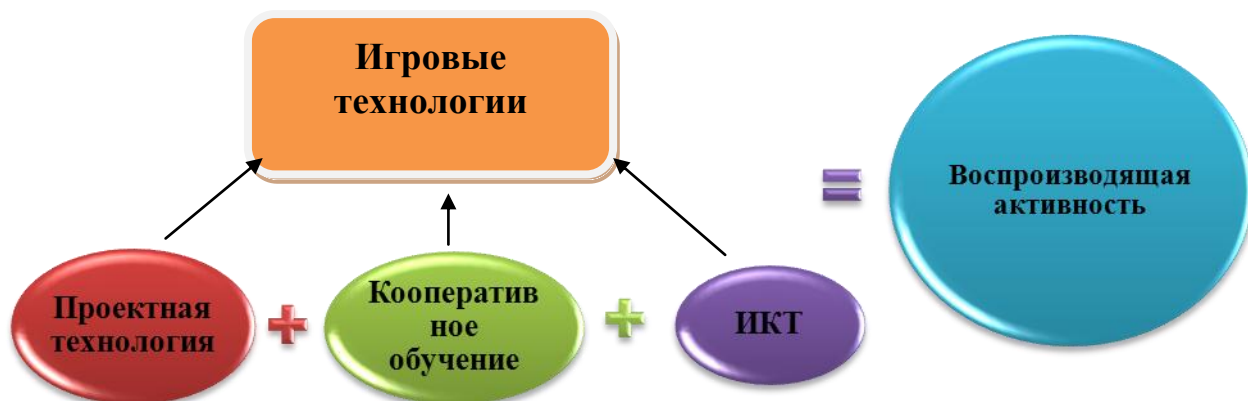 Игровые
технологии
Воспроизводящая
активность
Проектная
технология
+
Кооператив
ное
обучение
+
ИКТ
=